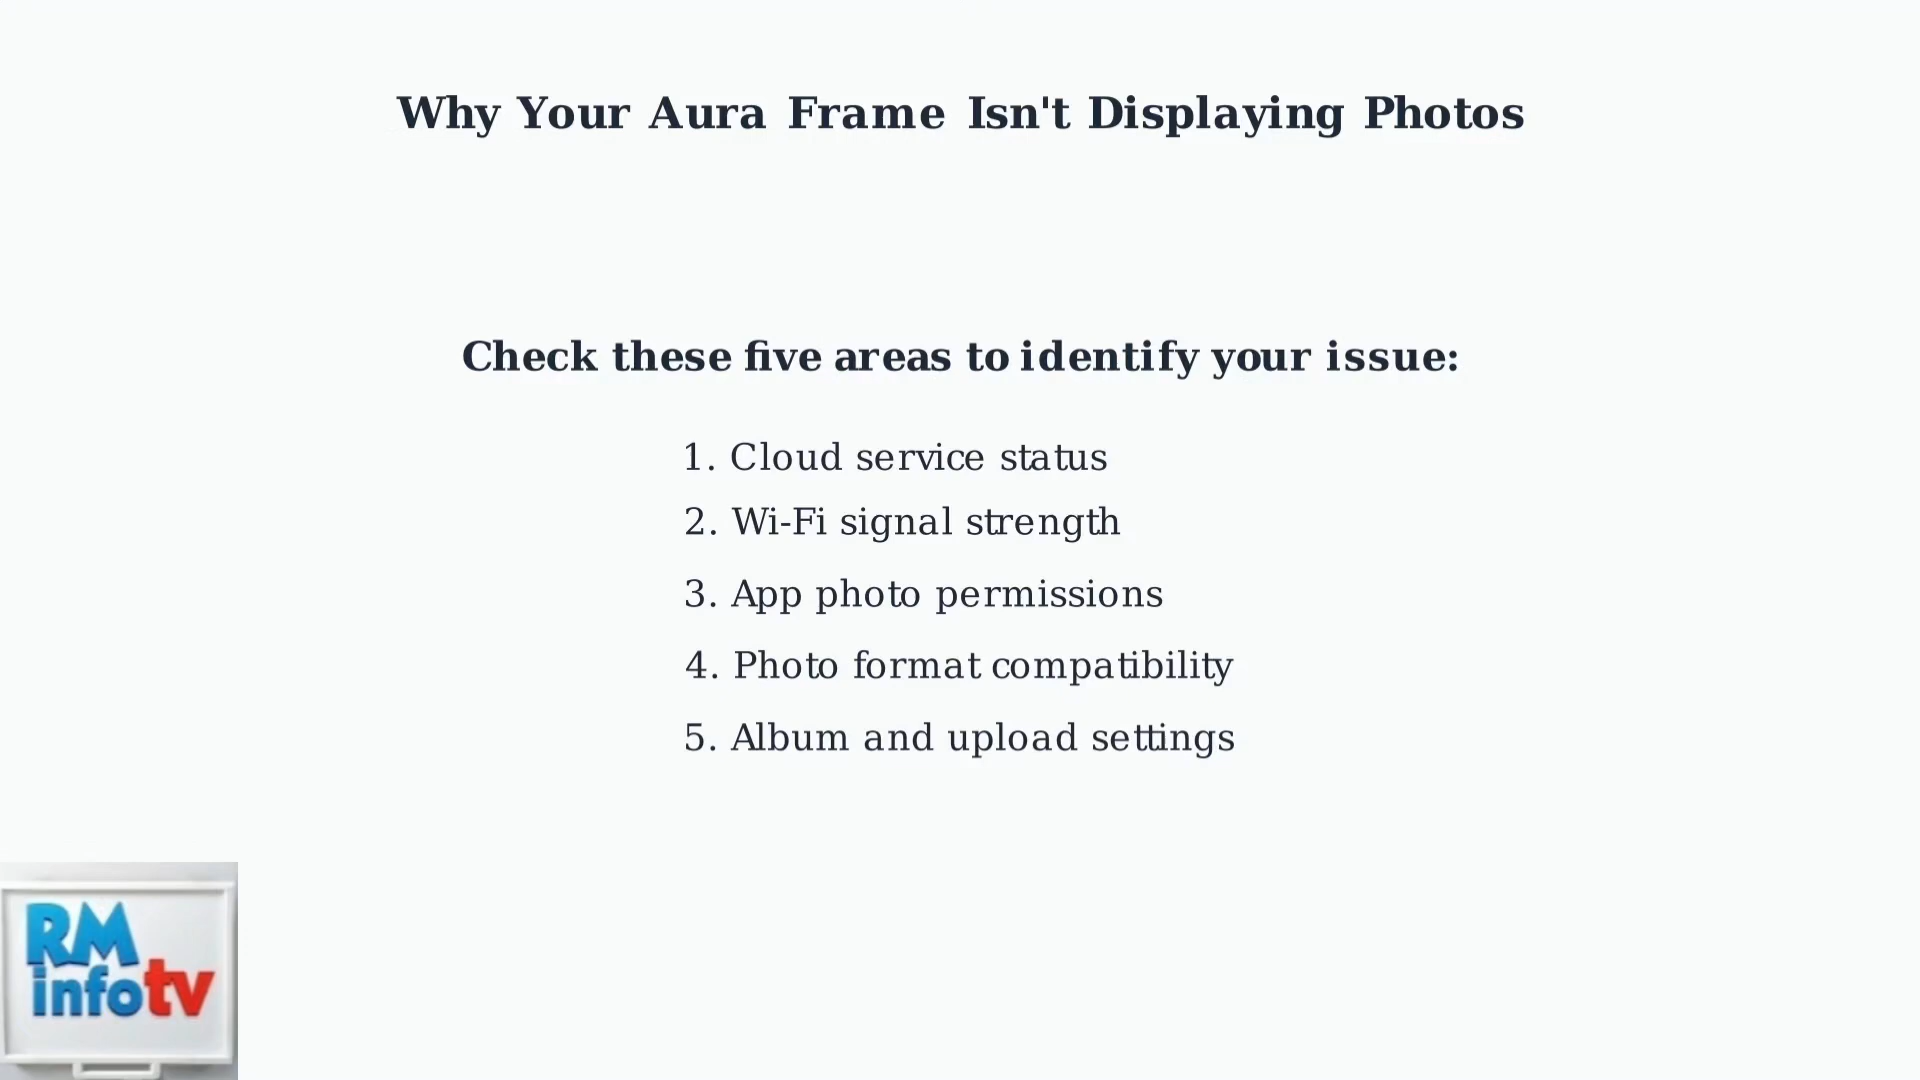 Why Your Aura Frame Isn't Displaying Photos
Check these five areas to identify your issue:
1. Cloud service status
2. Wi-Fi signal strength
3. App photo permissions
4. Photo format compatibility
5. Album and upload settings
RM
infotv